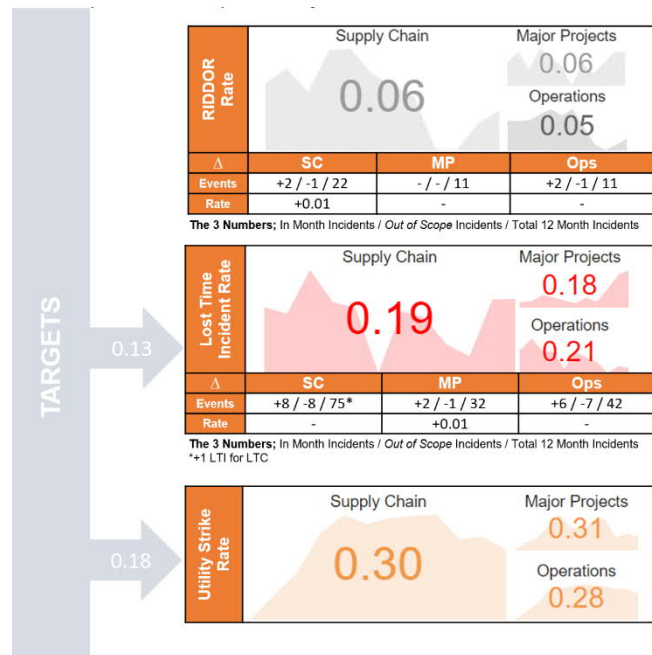 TARGETS
0.13
0.18
RIDDOR
Rate
Supply Chain
0.06
Major Projects
0.06
Operations
0.05
Δ SC MP Ops
Events +2 / -1 / 22 - / - / 11 +2 / -1 / 11
Rate +0.01 - -
The 3 Numbers; In Month Incidents / Out of Scope Incidents / Total 12 Month Incidents
Lost Time
Incident Rate
Supply Chain
0.19
Major Projects
0.18
Operations
0.21
Δ SC MP Ops
Events +8 / -8 / 75* +2 / -1 / 32 +6 / -7 / 42
Rate - +0.01 -
The 3 Numbers; In Month Incidents / Out of Scope Incidents / Total 12 Month Incidents
*+1 LTI for LTC
Utility Strike
Rate
Supply Chain
0.30
Major Projects
0.31
Operations
0.28